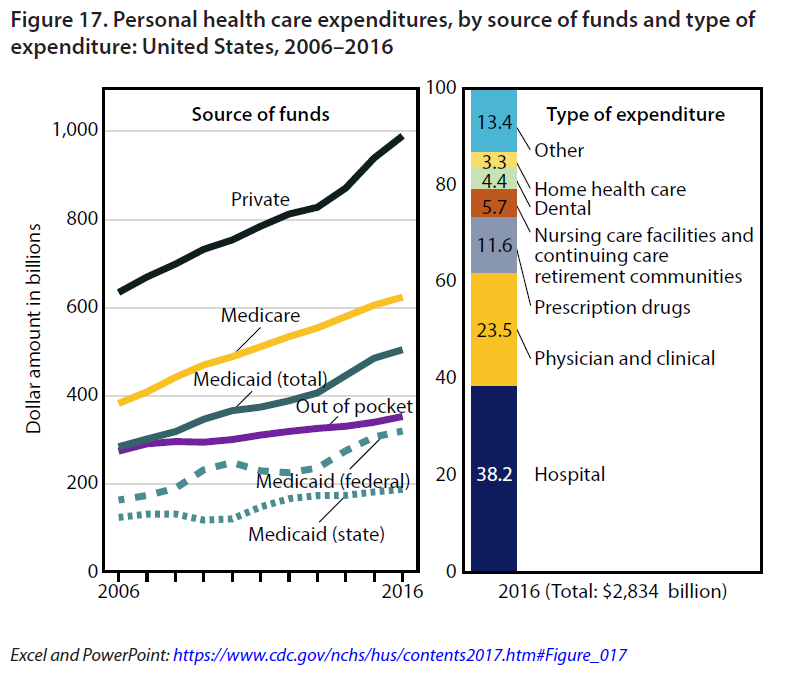 Figure 17. Personal health care expenditures, by source of funds and type of
expenditure: United States, 2006–2016
Source of funds
Dollar amount in billions
1,000
800
600
400
200
0
Private
Medicare
Medicaid (total)
Out of pocket
Medicaid (federal)
Medicaid (state)
2006
2016
Type of expenditure
100
80
60
40
20
0
13.4
Other
3.3
Home health care
4.4
Dental
5.7
Nursing care facilities and
continuing care
retirement communities
11.6
Prescription drugs
23.5
Physician and clinical
38.2
Hospital
2016 (Total: $2,834 billion)
Excel and PowerPoint: https://www.cdc.gov/nchs/hus/contents2017.htm#Figure_017